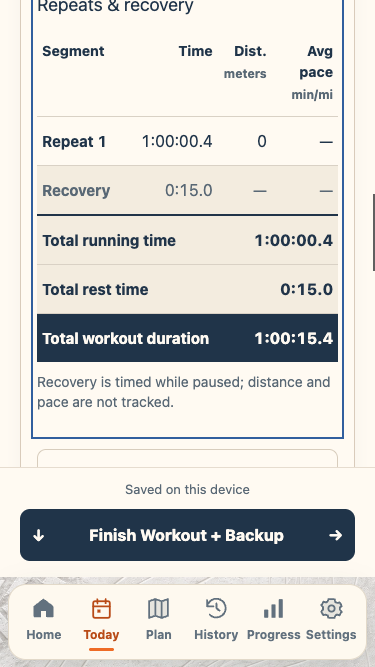 Repeats & recovery
Segment Time Dist. meters Avg pace min/mi
Repeat 1 1:00:00.4 0 —
Recovery 0:15.0 — —
Total running time 1:00:00.4
Total rest time 0:15.0
Total workout duration 1:00:15.4
Recovery is timed while paused; distance and
pace are not tracked.
Saved on this device
↓ Finish Workout + Backup →
Home Today Plan History Progress Settings